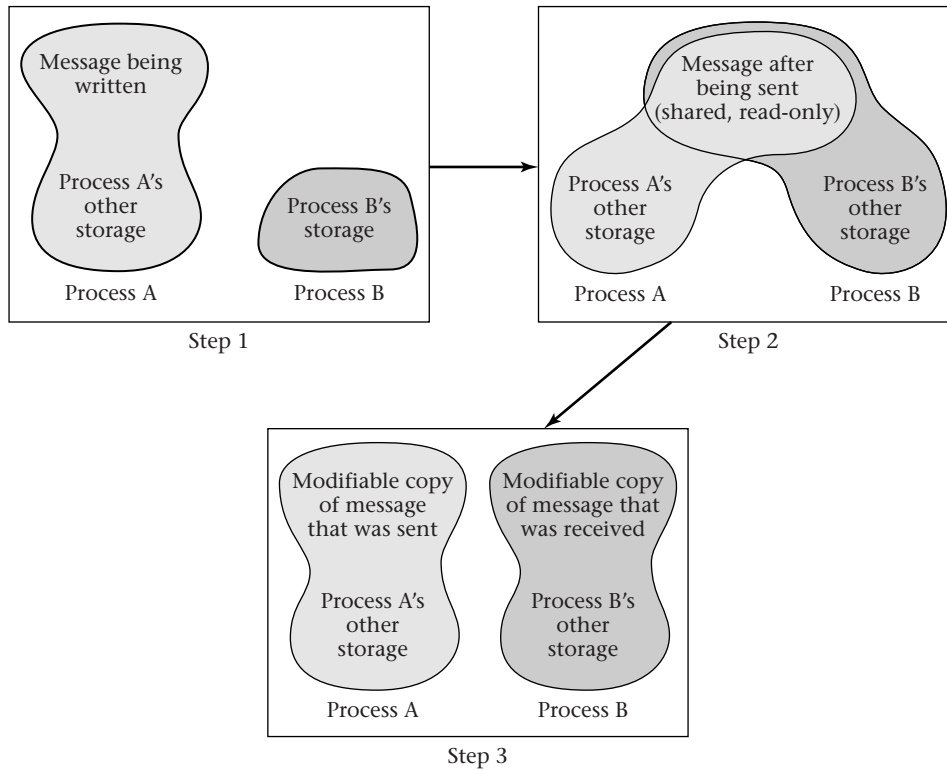 Message being
written
Process A's
other
storage
Process B's
storage
Process A
Process B
Step 1
Message after
being sent
(shared, read-only)
Process A's
other
storage
Process B's
other
storage
Process A
Process B
Step 2
Modifiable copy
of message
that was sent
Process A's
other
storage
Modifiable copy
of message that
was received
Process B's
other
storage
Process A
Process B
Step 3